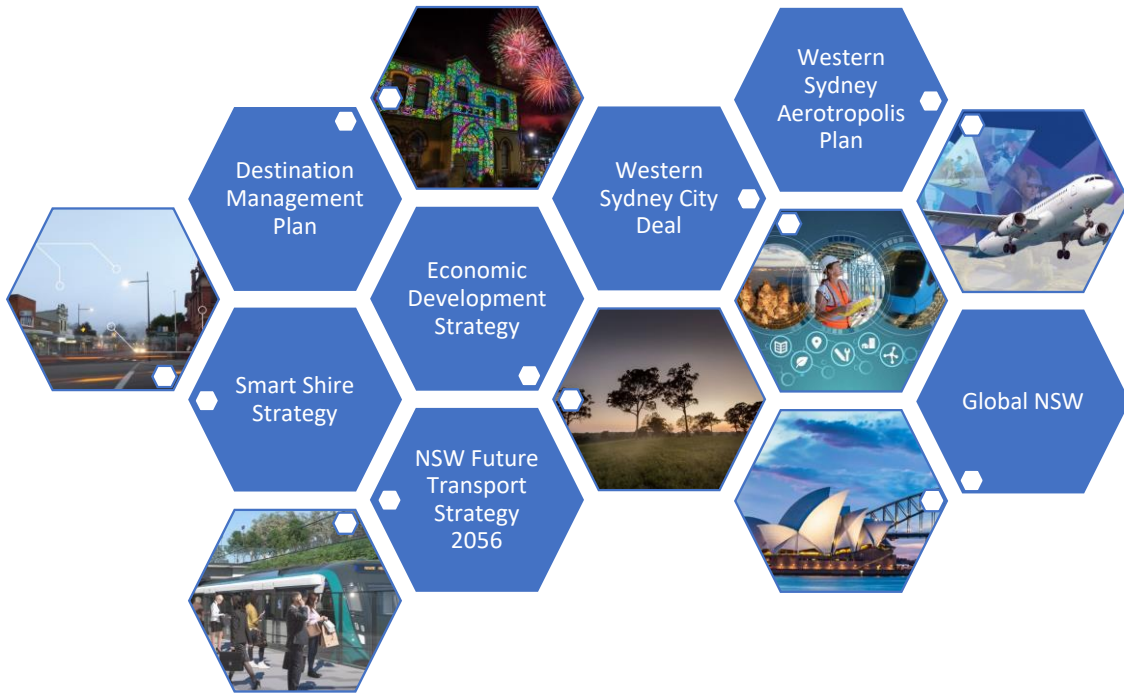 Western
Sydney
Aerotropolis
Plan
Destination
Management
Plan
Western
Sydney City
Deal
Economic
Development
Strategy
Smart Shire
Strategy
Global NSW
NSW Future
Transport
Strategy
2056